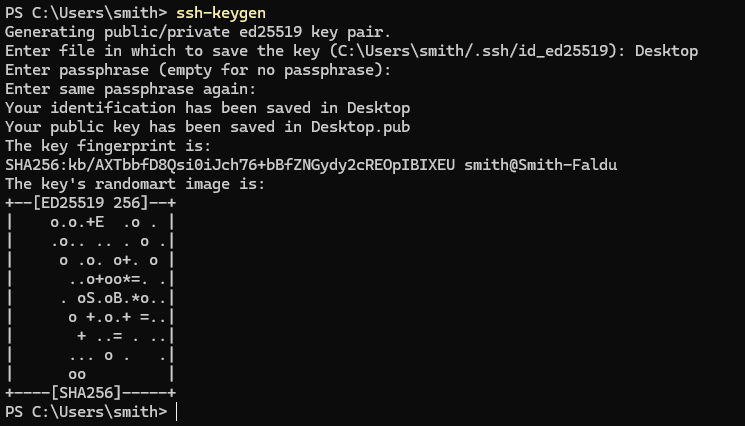 PS C:\Users\smith> ssh-keygen
Generating public/private ed25519 key pair.
Enter file in which to save the key (C:\Users\smith/.ssh/id_ed25519): Desktop
Enter passphrase (empty for no passphrase):
Enter same passphrase again:
Your identification has been saved in Desktop
Your public key has been saved in Desktop.pub
The key fingerprint is:
SHA256:kb/AXTbbfD8Qsi0iJch76+bBfZNGydy2cREOpIBIXEU smith@Smith-Faldu
The key's randomart image is:
+--[ED25519 256]--+
|    o.o.+E  .o . |
|    .o.. .. . o .|
|     o .o. o+. o |
|      ..o+oo*=. .|
|     . oS.oB.*o..|
|      o +.o.+ =..|
|       + ..= . ..|
|      ... o .   .|
|      oo         |
+----[SHA256]-----+
PS C:\Users\smith>